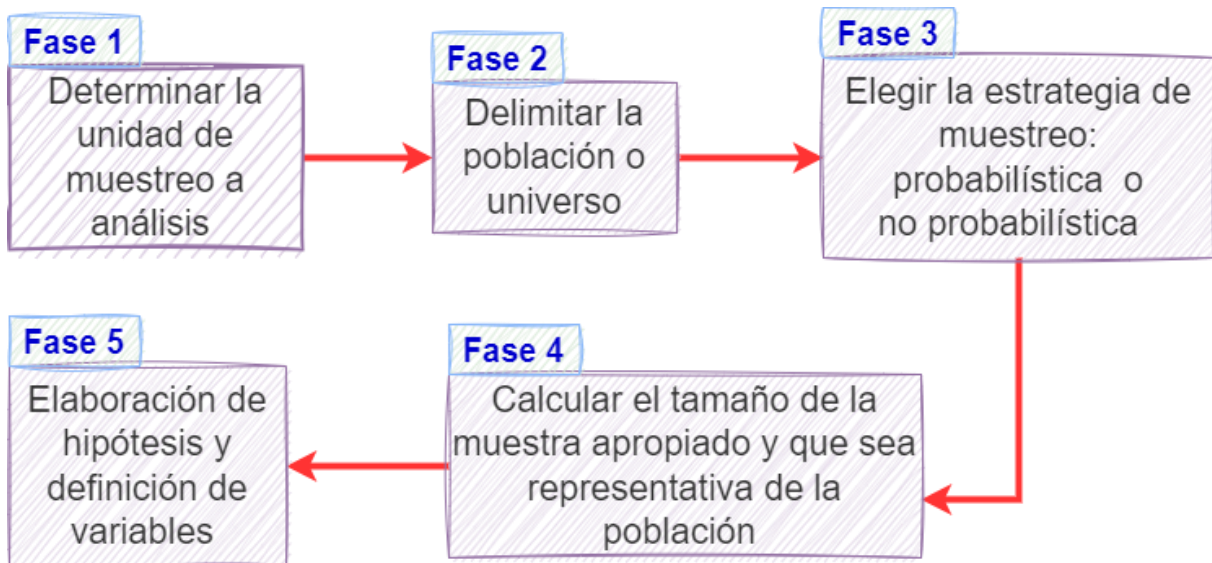 Fase 1
Determinar la
unidad de
muestreo a
análisis
Fase 2
Delimitar la
población o
universo
Fase 3
Elegir la estrategia de
muestreo:
probabilística o
no probabilística
Fase 4
Calcular el tamaño de la
muestra apropiado y que sea
representativa de la
población
Fase 5
Elaboración de
hipótesis y
definición de
variables